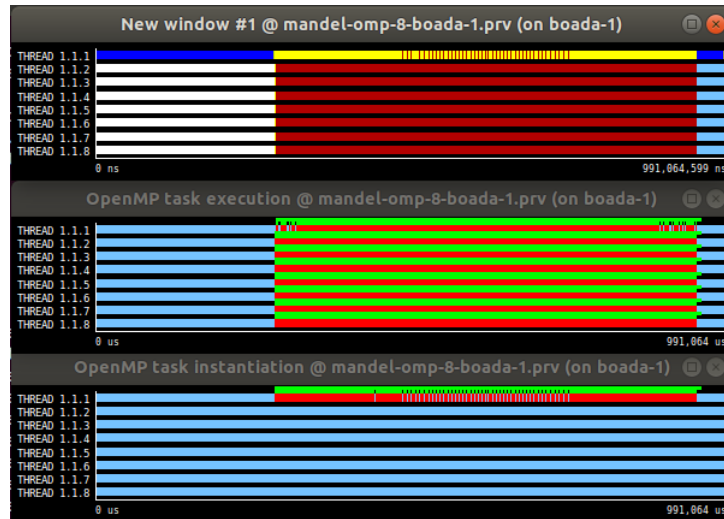 New window #1 @ mandel-omp-8-boada-1.prv (on boada-1)
THREAD 1.1.1
THREAD 1.1.2
THREAD 1.1.3
THREAD 1.1.4
THREAD 1.1.5
THREAD 1.1.6
THREAD 1.1.7
THREAD 1.1.8
0 ns 991,064,599 ns
OpenMP task execution @ mandel-omp-8-boada-1.prv (on boada-1)
THREAD 1.1.1
THREAD 1.1.2
THREAD 1.1.3
THREAD 1.1.4
THREAD 1.1.5
THREAD 1.1.6
THREAD 1.1.7
THREAD 1.1.8
0 us 991,064 us
OpenMP task instantiation @ mandel-omp-8-boada-1.prv (on boada-1)
THREAD 1.1.1
THREAD 1.1.2
THREAD 1.1.3
THREAD 1.1.4
THREAD 1.1.5
THREAD 1.1.6
THREAD 1.1.7
THREAD 1.1.8
0 us 991,064 us